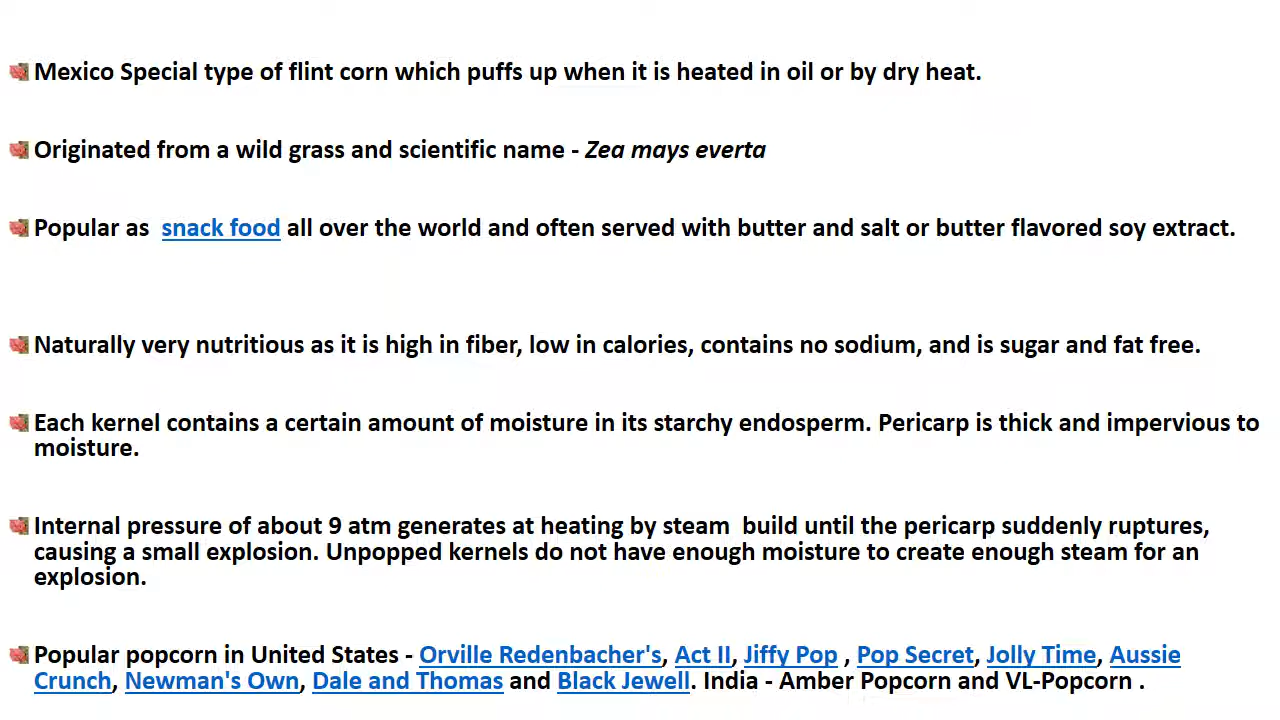 Mexico Special type of flint corn which puffs up when it is heated in oil or by dry heat.
Originated from a wild grass and scientific name - Zea mays everta
Popular as  snack food all over the world and often served with butter and salt or butter flavored soy extract.
Naturally very nutritious as it is high in fiber, low in calories, contains no sodium, and is sugar and fat free.
Each kernel contains a certain amount of moisture in its starchy endosperm. Pericarp is thick and impervious to
moisture.
Internal pressure of about 9 atm generates at heating by steam  build until the pericarp suddenly ruptures,
causing a small explosion. Unpopped kernels do not have enough moisture to create enough steam for an
explosion.
Popular popcorn in United States - Orville Redenbacher's, Act II, Jiffy Pop , Pop Secret, Jolly Time, Aussie
Crunch, Newman's Own, Dale and Thomas and Black Jewell. India - Amber Popcorn and VL-Popcorn .